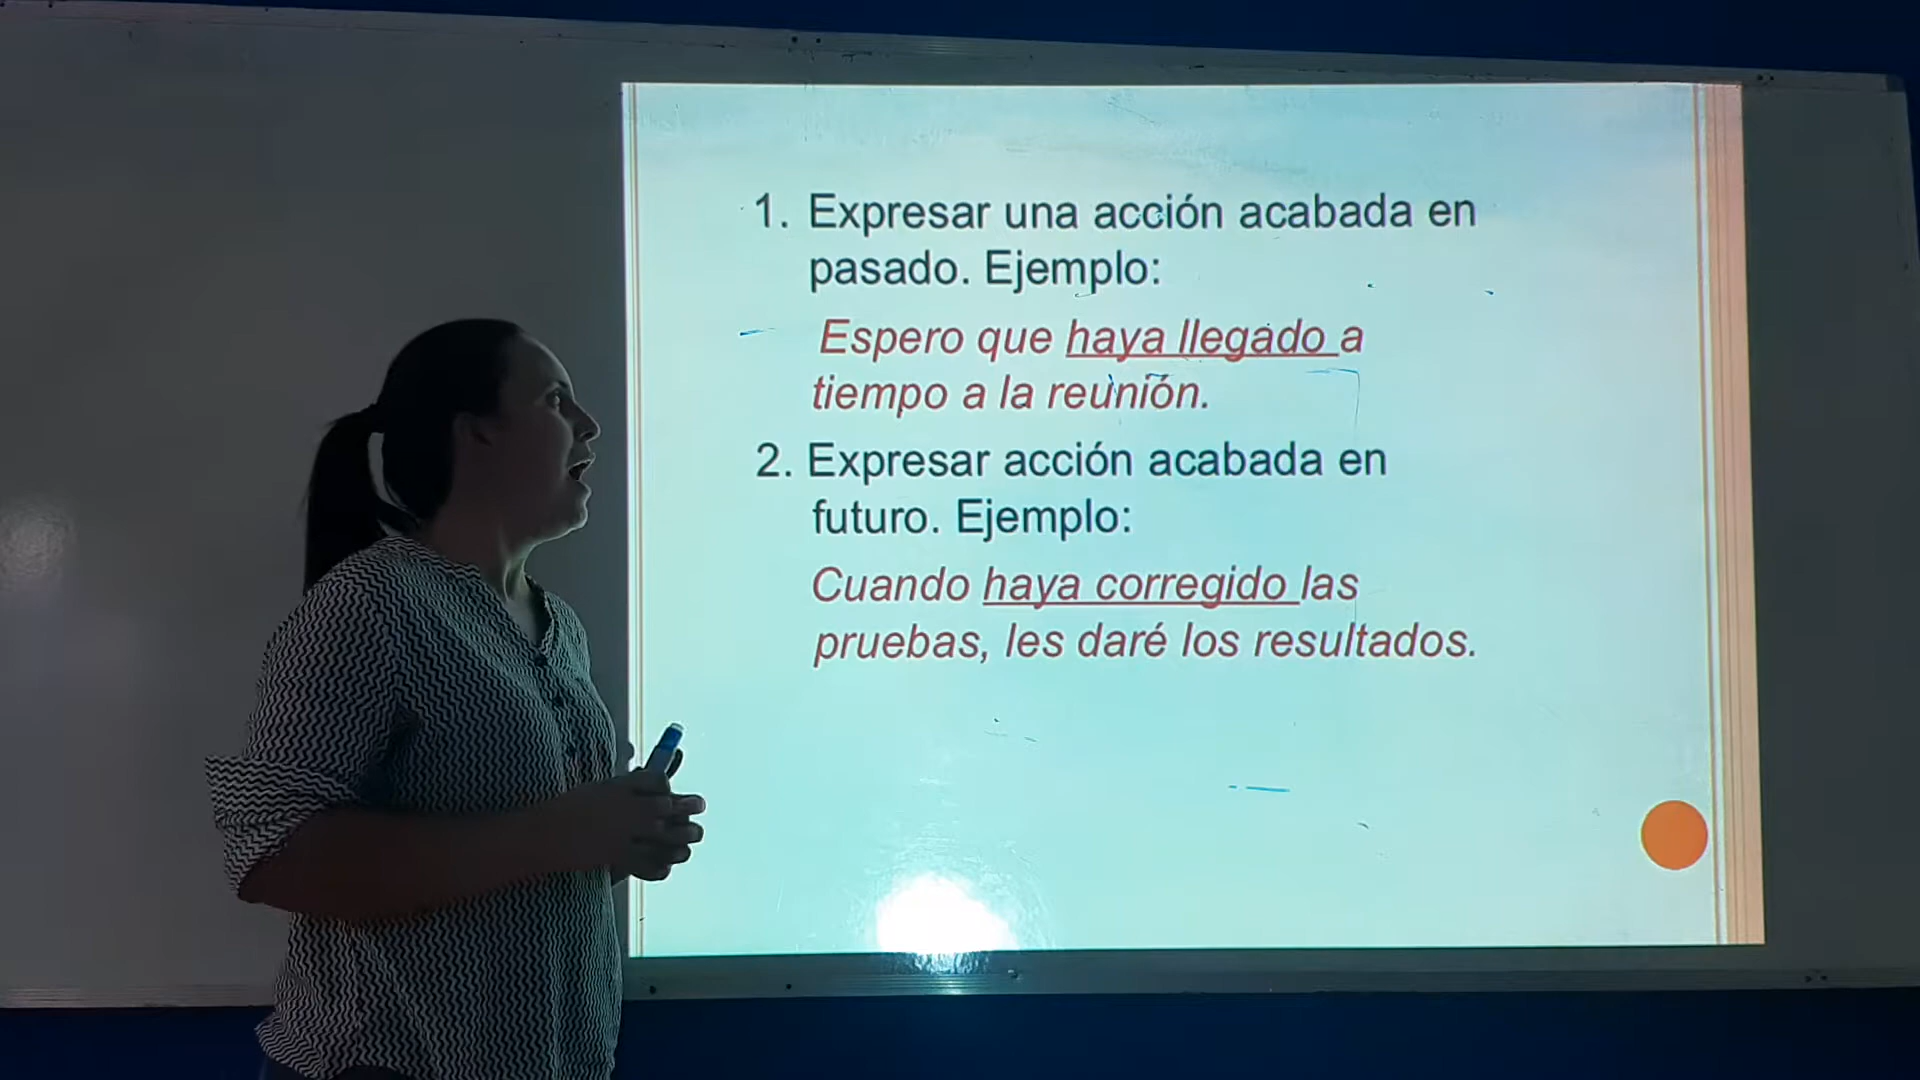 1. Expresar una acción acabada en
pasado. Ejemplo:
Espero que haya llegado a
tiempo a la reunión.
2. Expresar acción acabada en
futuro. Ejemplo:
Cuando haya corregido las
pruebas, les daré los resultados.